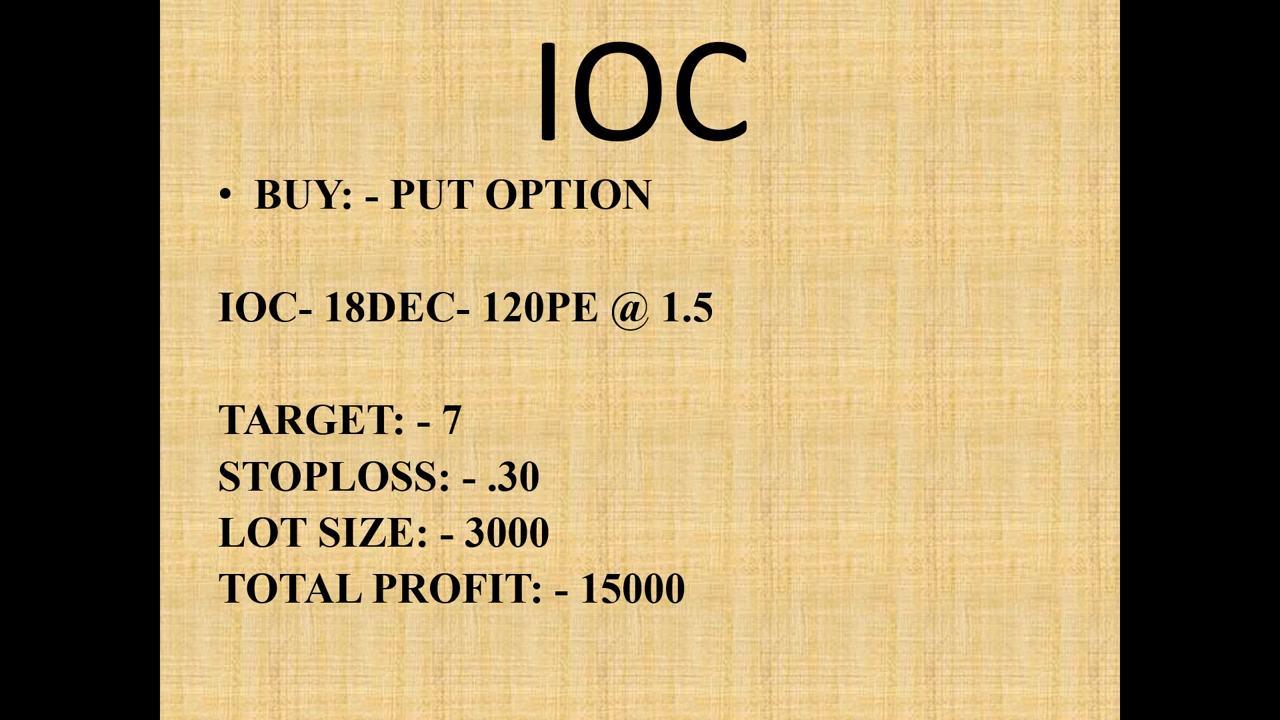 IOC
• BUY: - PUT OPTION
IOC- 18DEC- 120PE @ 1.5
TARGET: - 7
STOPLOSS: - .30
LOT SIZE: - 3000
TOTAL PROFIT: - 15000